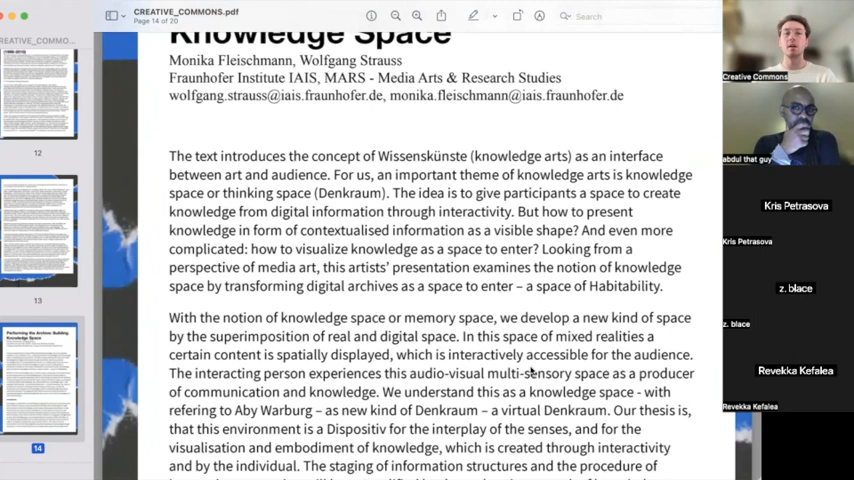 CREATIVE_COMMONS.pdf
Page 14 of 20
Search
CREATIVE_COMMO...
12
13
14
Knowledge Space
Monika Fleischmann, Wolfgang Strauss
Fraunhofer Institute IAIS, MARS - Media Arts & Research Studies
wolfgang.strauss@iais.fraunhofer.de, monika.fleischmann@iais.fraunhofer.de
The text introduces the concept of Wissenskünste (knowledge arts) as an interface
between art and audience. For us, an important theme of knowledge arts is knowledge
space or thinking space (Denkraum). The idea is to give participants a space to create
knowledge from digital information through interactivity. But how to present
knowledge in form of contextualised information as a visible shape? And even more
complicated: how to visualize knowledge as a space to enter? Looking from a
perspective of media art, this artists' presentation examines the notion of knowledge
space by transforming digital archives as a space to enter – a space of Habitability.
With the notion of knowledge space or memory space, we develop a new kind of space
by the superimposition of real and digital space. In this space of mixed realities a
certain content is spatially displayed, which is interactively accessible for the audience.
The interacting person experiences this audio-visual multi-sensory space as a producer
of communication and knowledge. We understand this as a knowledge space - with
refering to Aby Warburg – as new kind of Denkraum – a virtual Denkraum. Our thesis is,
that this environment is a Dispositiv for the interplay of the senses, and for the
visualisation and embodiment of knowledge, which is created through interactivity
and by the individual. The staging of information structures and the procedure of
Creative Commons
abdul that guy
Kris Petrasova
Kris Petrasova
z. blace
z. blace
Revekka Kefalea
Revekka Kefalea